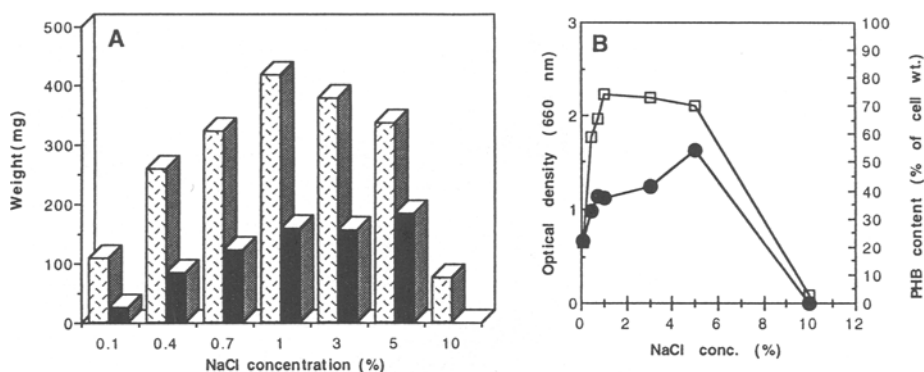 A
500
400
300
200
100
0
Weight(mg)
0.1 0.4 0.7 1 3 5 10
NaCl concentration (%)
B
3
2
1
0
Optical density (660 nm)
100
90
80
70
60
50
40
30
20
10
0
PHB content (% of cell wt.)
0 2 4 6 8 10 12
NaCl conc. (%)